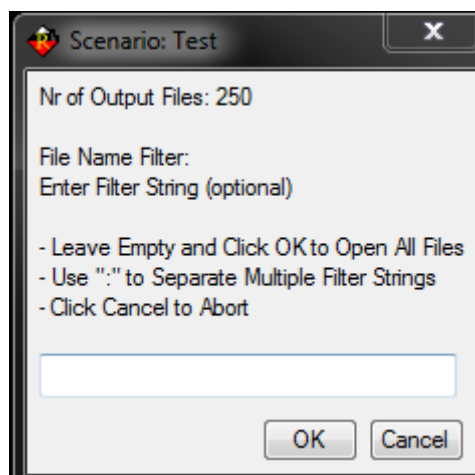 Scenario: Test
x
Nr of Output Files: 250
File Name Filter:
Enter Filter String (optional)
- Leave Empty and Click OK to Open All Files
- Use ":" to Separate Multiple Filter Strings
- Click Cancel to Abort
OK
Cancel